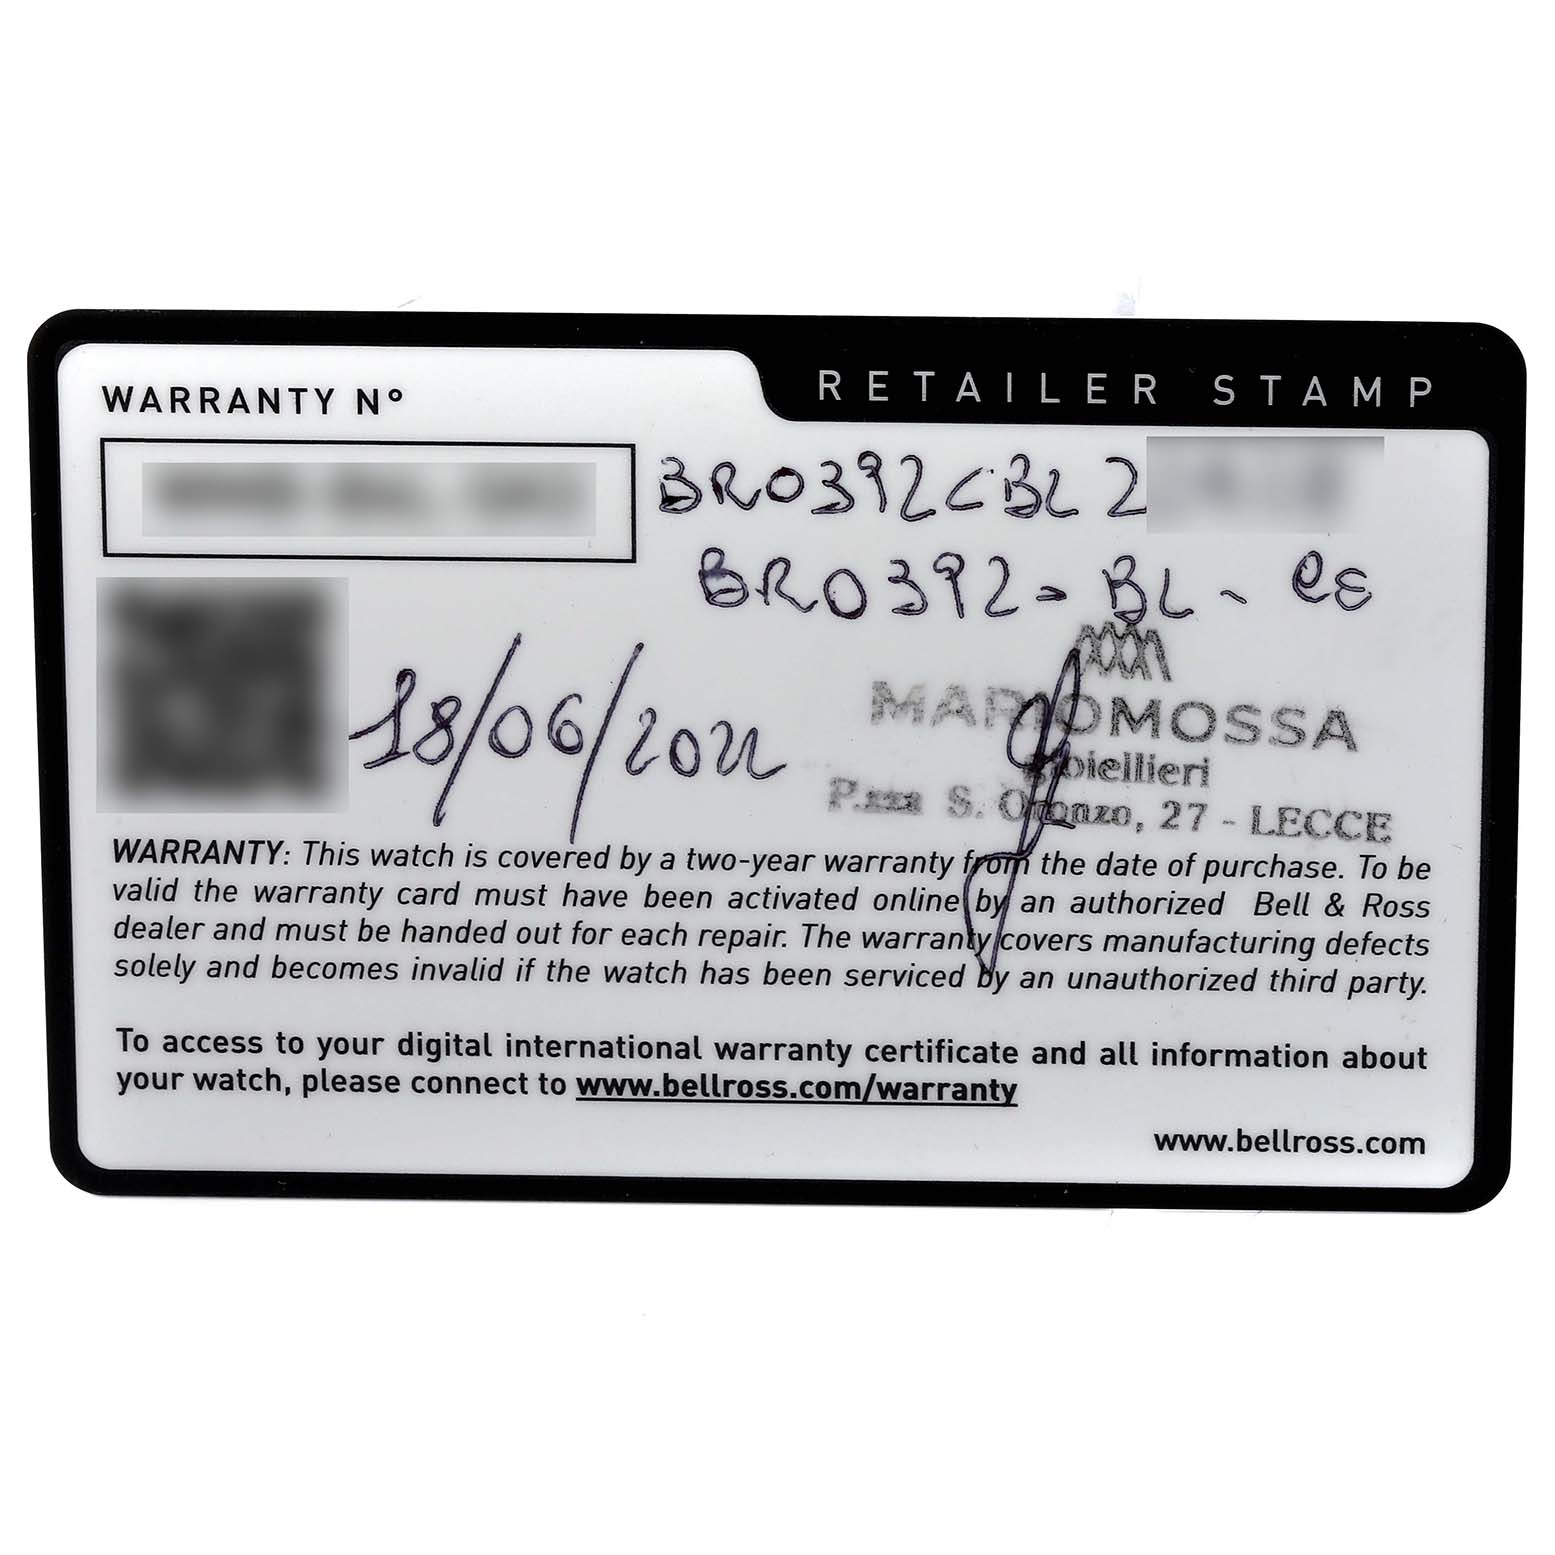 WARRANTY N°
RETAILER STAMP
BR0392CBL2
BR0392-BL-CE
18/06/2022
MARIOMOSSA
Gioiellieri
P.zza S. Oronzo, 27 - LECCE
WARRANTY: This watch is covered by a two-year warranty from the date of purchase. To be
valid the warranty card must have been activated online by an authorized Bell & Ross
dealer and must be handed out for each repair. The warranty covers manufacturing defects
solely and becomes invalid if the watch has been serviced by an unauthorized third party.
To access to your digital international warranty certificate and all information about
your watch, please connect to www.bellross.com/warranty
www.bellross.com